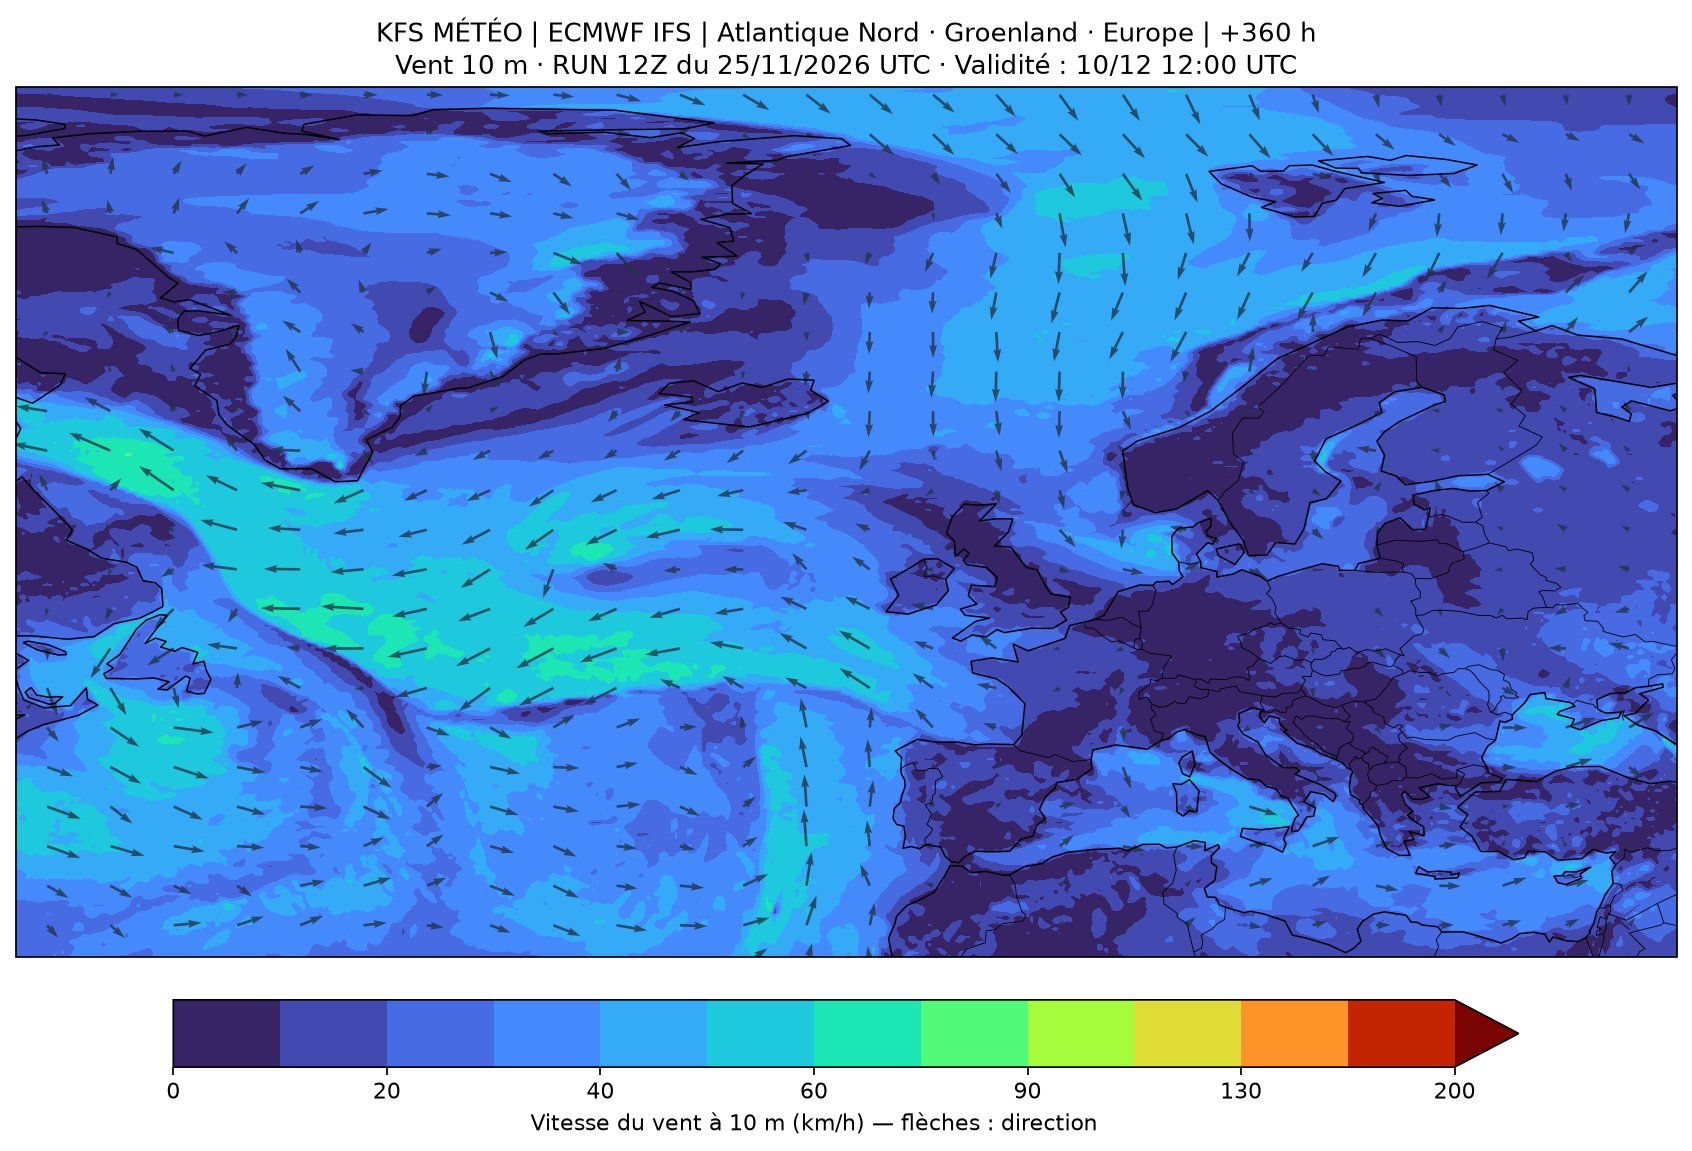 KFS MÉTÉO | ECMWF IFS | Atlantique Nord · Groenland · Europe | +360 h
Vent 10 m · RUN 12Z du 25/11/2026 UTC · Validité : 10/12 12:00 UTC
0 20 40 60 90 130 200
Vitesse du vent à 10 m (km/h) — flèches : direction